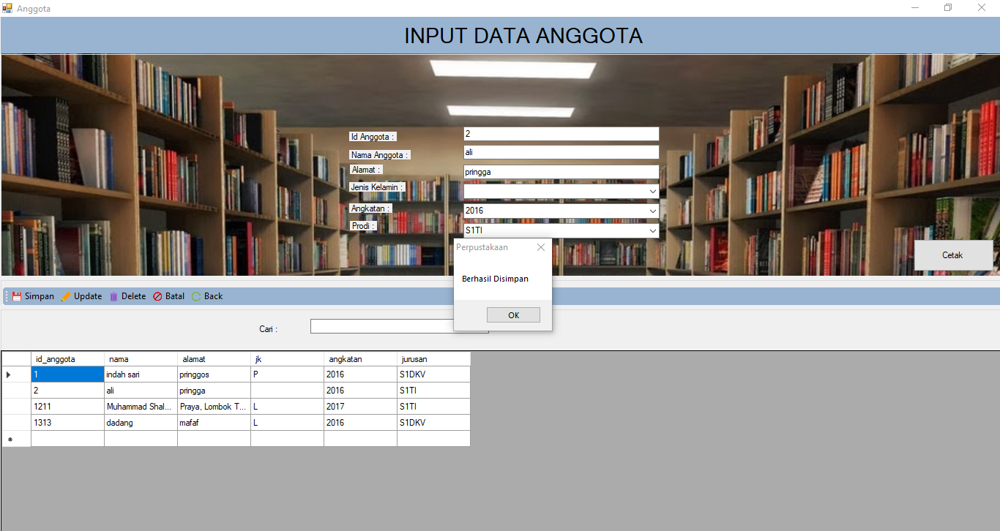 Anggota
INPUT DATA ANGGOTA
Id Anggota : 2
Nama Anggota : ali
Alamat : pringga
Jenis Kelamin :
Angkatan : 2016
Prodi : S1TI
Cetak
Perpustakaan
Berhasil Disimpan
OK
Simpan Update Delete Batal Back
Cari :
id_anggota nama alamat jk angkatan jurusan
1 indah sari pringgos P 2016 S1DKV
2 ali pringga 2016 S1TI
1211 Muhammad Shal... Praya, Lombok T... L 2017 S1TI
1313 dadang mafaf L 2016 S1DKV